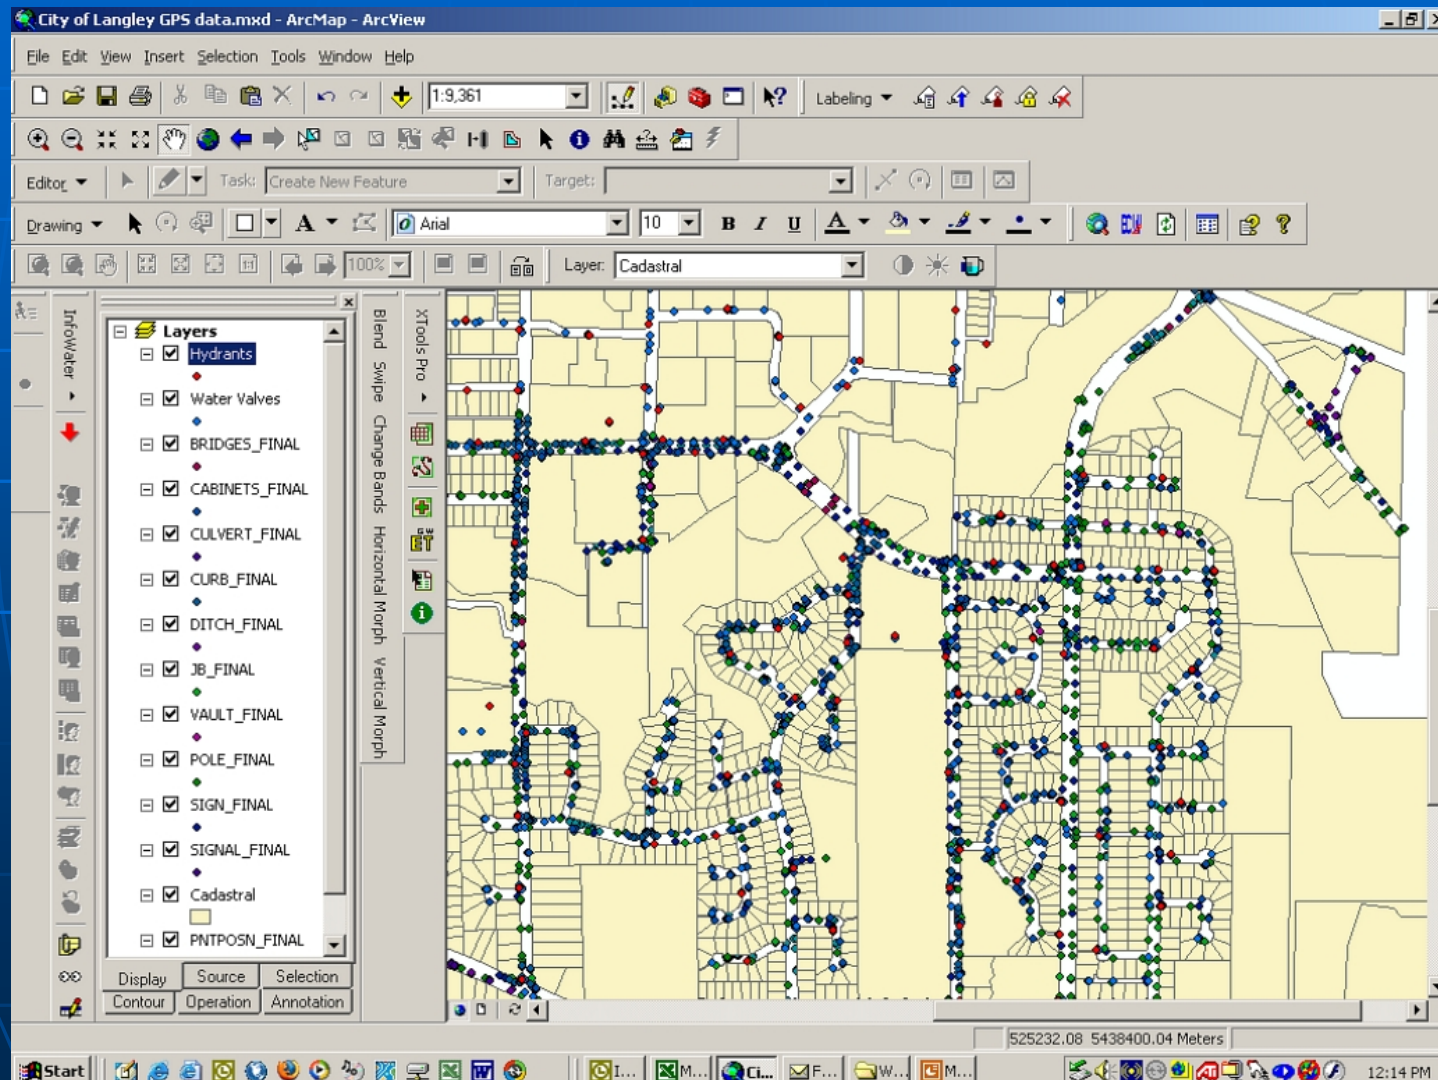 City of Langley GPS data.mxd - ArcMap - ArcView
File Edit View Insert Selection Tools Window Help
1:9,361 Labeling
Editor Task: Create New Feature Target:
Drawing A Arial 10 B I U A
100% Layer: Cadastral
InfoWater
Layers
Hydrants
Water Valves
BRIDGES_FINAL
CABINETS_FINAL
CULVERT_FINAL
CURB_FINAL
DITCH_FINAL
JB_FINAL
VAULT_FINAL
POLE_FINAL
SIGN_FINAL
SIGNAL_FINAL
Cadastral
PNTPOSN_FINAL
Display Source Selection
Contour Operation Annotation
Blend Swipe Change Bands Horizontal Morph Vertical Morph
XTools Pro
GW
ET
525232.08 5438400.04 Meters
Start I... M... Ci... F... W... M... 12:14 PM